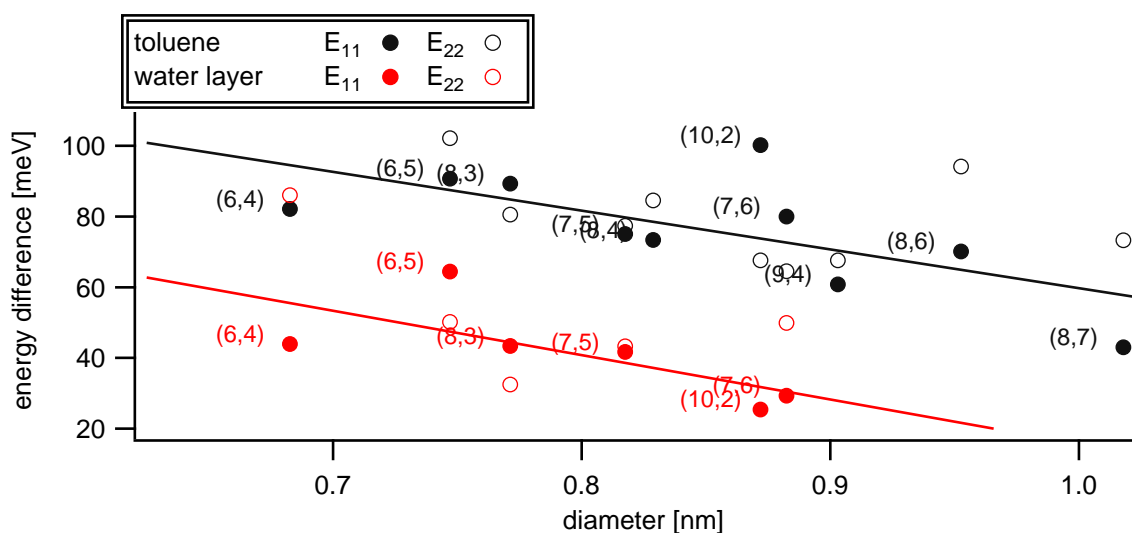 toluene E11 E22
water layer E11 E22
energy difference [meV]
100
80
60
40
20
(10,2)
(6,5) (8,3)
(6,4) (7,6)
(7,5) (8,4)
(8,6)
(6,5) (9,4)
(6,4) (8,3) (7,5) (8,7)
(7,6)
(10,2)
0.7 0.8 0.9 1.0
diameter [nm]